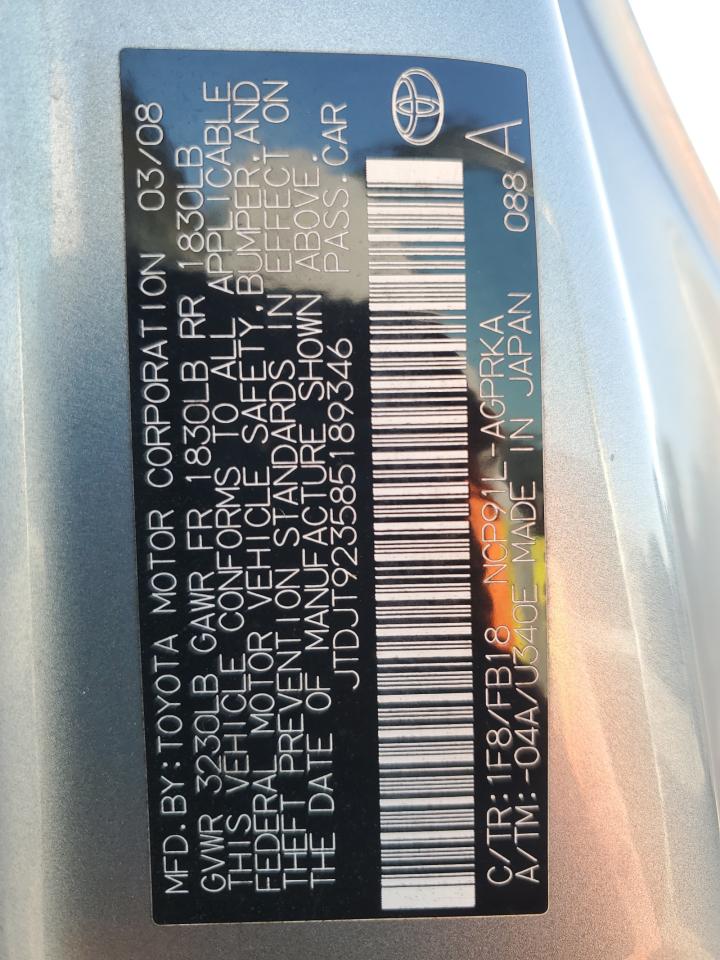 MFD. BY: TOYOTA MOTOR CORPORATION 03/08
GVWR 3230LB GAWR FR 1830LB RR 1830LB
THIS VEHICLE CONFORMS TO ALL APPLICABLE
FEDERAL MOTOR VEHICLE SAFETY, BUMPER, AND
THEFT PREVENTION STANDARDS IN EFFECT ON
THE DATE OF MANUFACTURE SHOWN ABOVE.
JTDJT923585189346 PASS. CAR
C/TR: 1F8/FB18 NCP91L-AGPRKA 088 A
A/TM: -04A/U340E MADE IN JAPAN